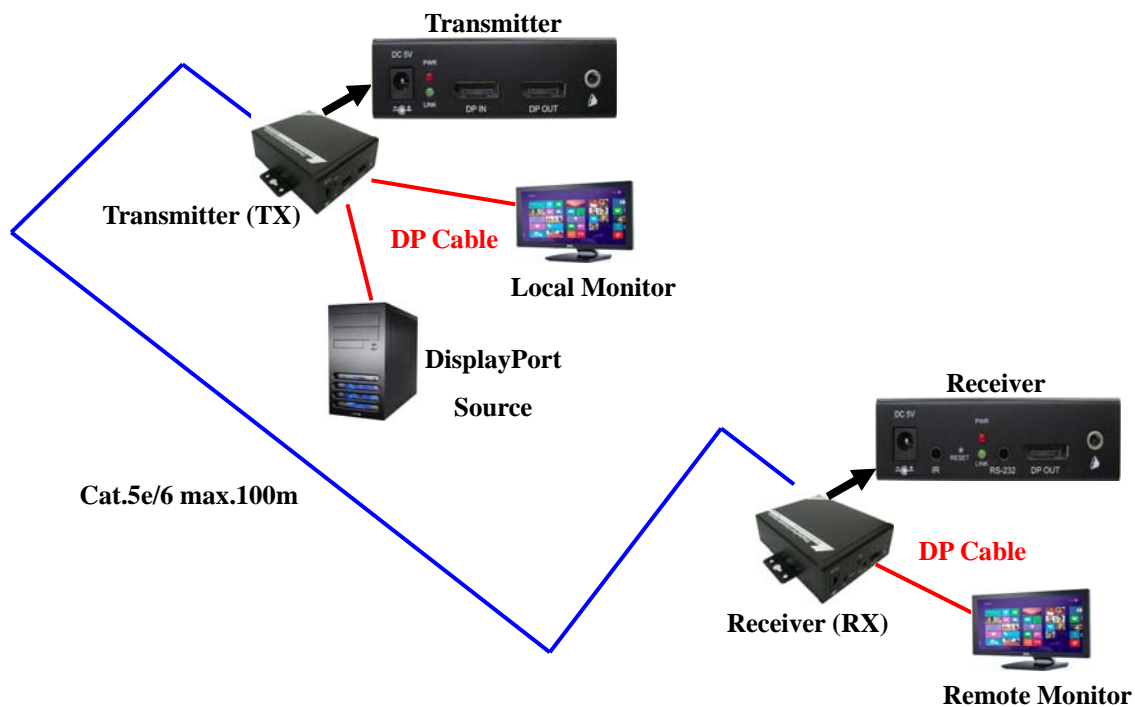 Transmitter
DC 5V
PWR
LINK
DP IN
DP OUT
Transmitter (TX)
DP Cable
Local Monitor
DisplayPort
Source
Receiver
DC 5V
PWR
IR
RESET
LINK
RS-232
DP OUT
Cat.5e/6 max.100m
DP Cable
Receiver (RX)
Remote Monitor